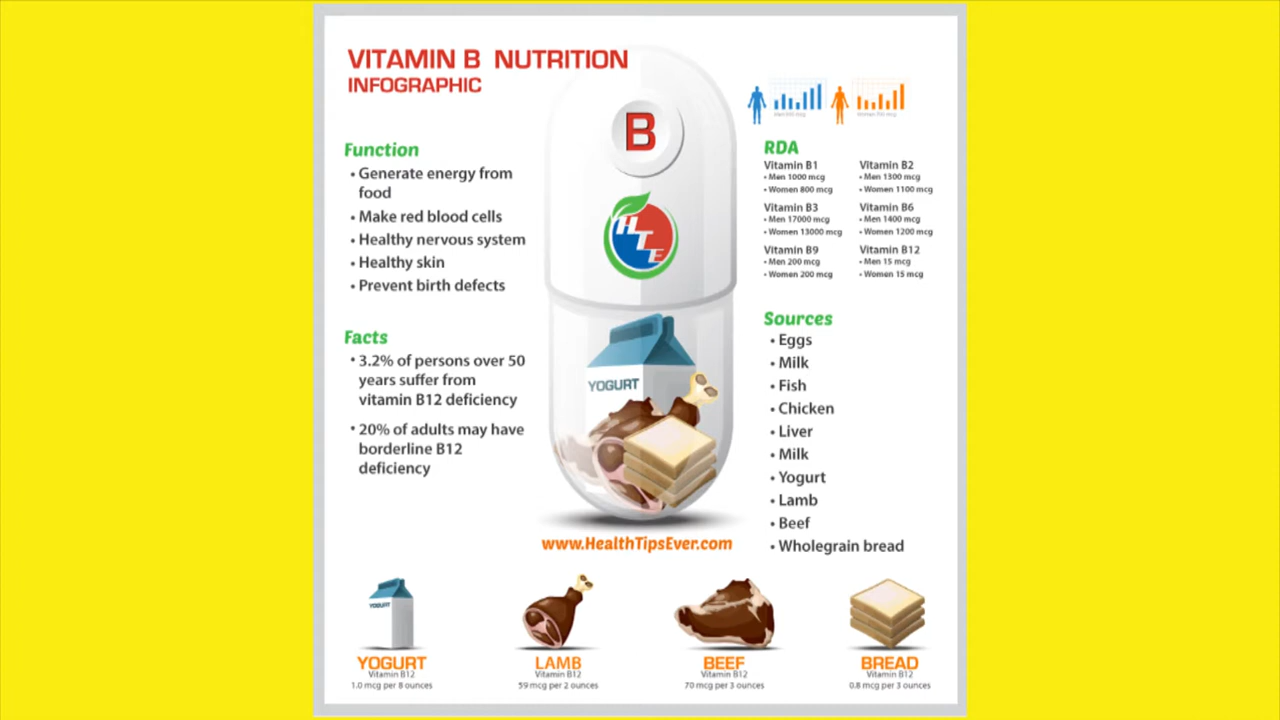 VITAMIN B NUTRITION
INFOGRAPHIC
B
HTE
Function
• Generate energy from
food
• Make red blood cells
• Healthy nervous system
• Healthy skin
• Prevent birth defects
Facts
• 3.2% of persons over 50
years suffer from
vitamin B12 deficiency
• 20% of adults may have
borderline B12
deficiency
YOGURT
www.HealthTipsEver.com
RDA
Vitamin B1
• Men 1000 mcg
• Women 800 mcg
Vitamin B2
• Men 1300 mcg
• Women 1100 mcg
Vitamin B3
• Men 17000 mcg
• Women 13000 mcg
Vitamin B6
• Men 1400 mcg
• Women 1200 mcg
Vitamin B9
• Men 200 mcg
• Women 200 mcg
Vitamin B12
• Men 15 mcg
• Women 15 mcg
Sources
• Eggs
• Milk
• Fish
• Chicken
• Liver
• Milk
• Yogurt
• Lamb
• Beef
• Wholegrain bread
YOGURT
YOGURT
Vitamin B12
1.0 mcg per 8 ounces
LAMB
Vitamin B12
59 mcg per 2 ounces
BEEF
Vitamin B12
70 mcg per 3 ounces
BREAD
Vitamin B12
0.8 mcg per 3 ounces